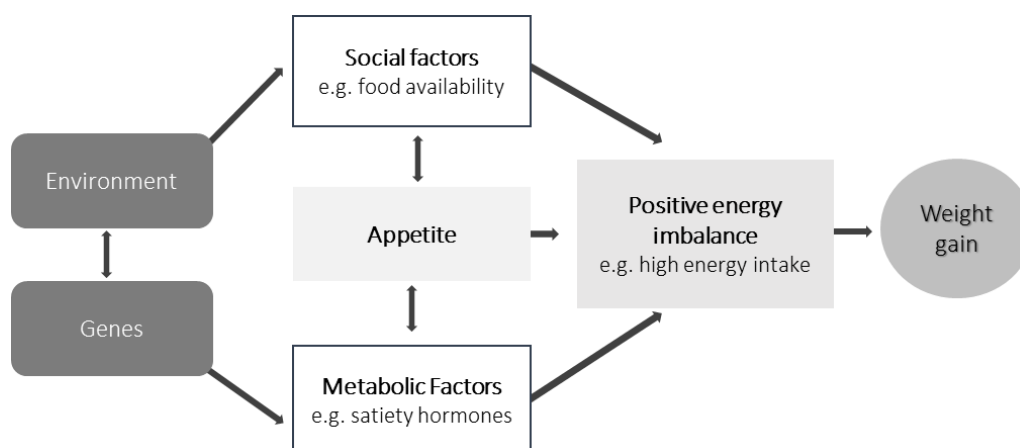 Social factors
e.g. food availability
Environment
Appetite
Positive energy
imbalance
e.g. high energy intake
Weight
gain
Genes
Metabolic Factors
e.g. satiety hormones